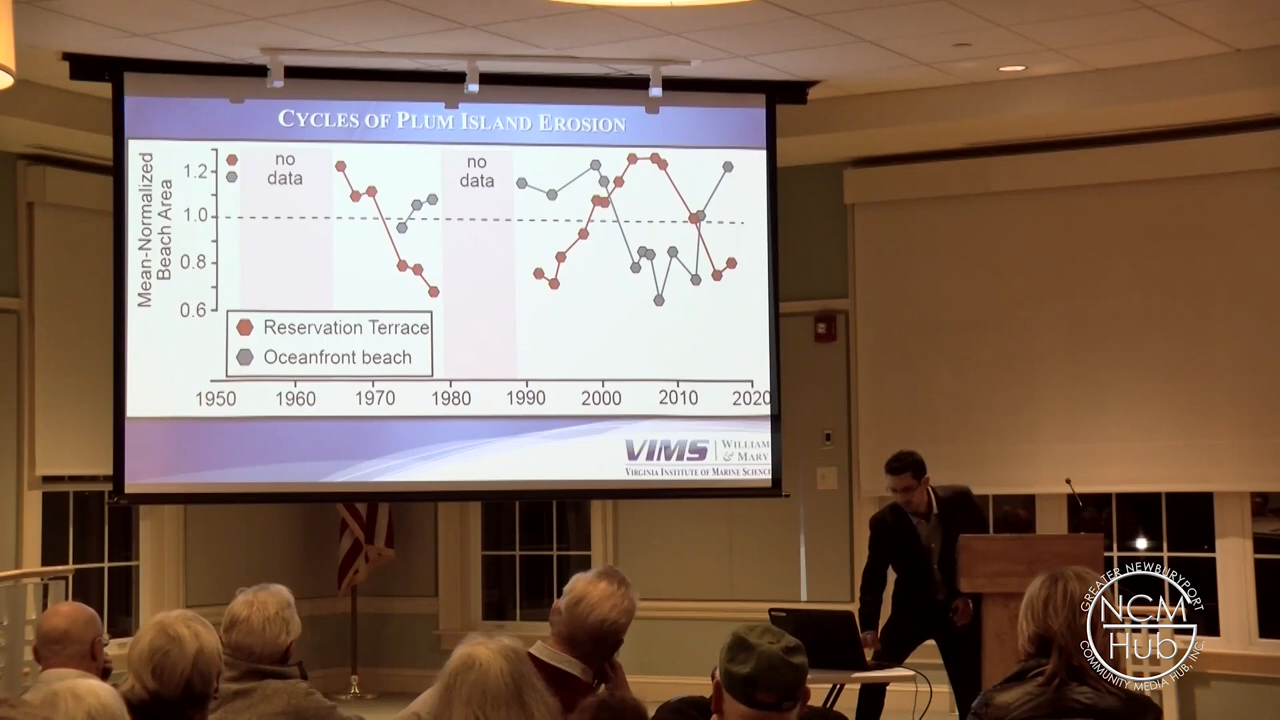 CYCLES OF PLUM ISLAND EROSION
Mean-Normalized
Beach Area
1.2
1.0
0.8
0.6
no
data
no
data
Reservation Terrace
Oceanfront beach
1950 1960 1970 1980 1990 2000 2010 2020
VIMS
WILLIAM
& MARY
VIRGINIA INSTITUTE OF MARINE SCIENCE
GREATER NEWBURYPORT
NCM
Hub
COMMUNITY MEDIA HUB, INC.